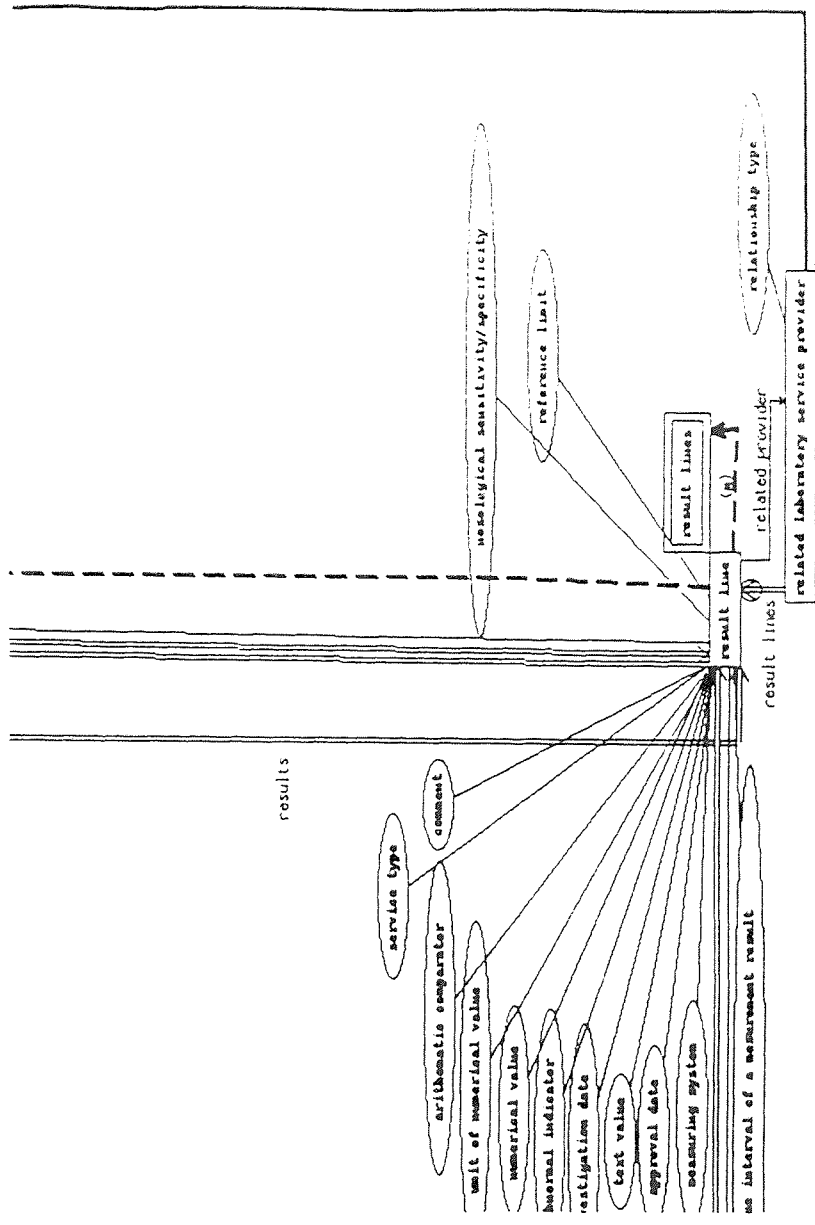 relationship type
related laboratory service provider
nosological sensitivity/specificity
reference limit
result lines
(m)
related provider
result line
result lines
results
comment
service type
arithmetic comparator
unit of numerical value
numerical value
bnormal indicator
estigation date
text value
approval date
measuring system
interval of a measurement result